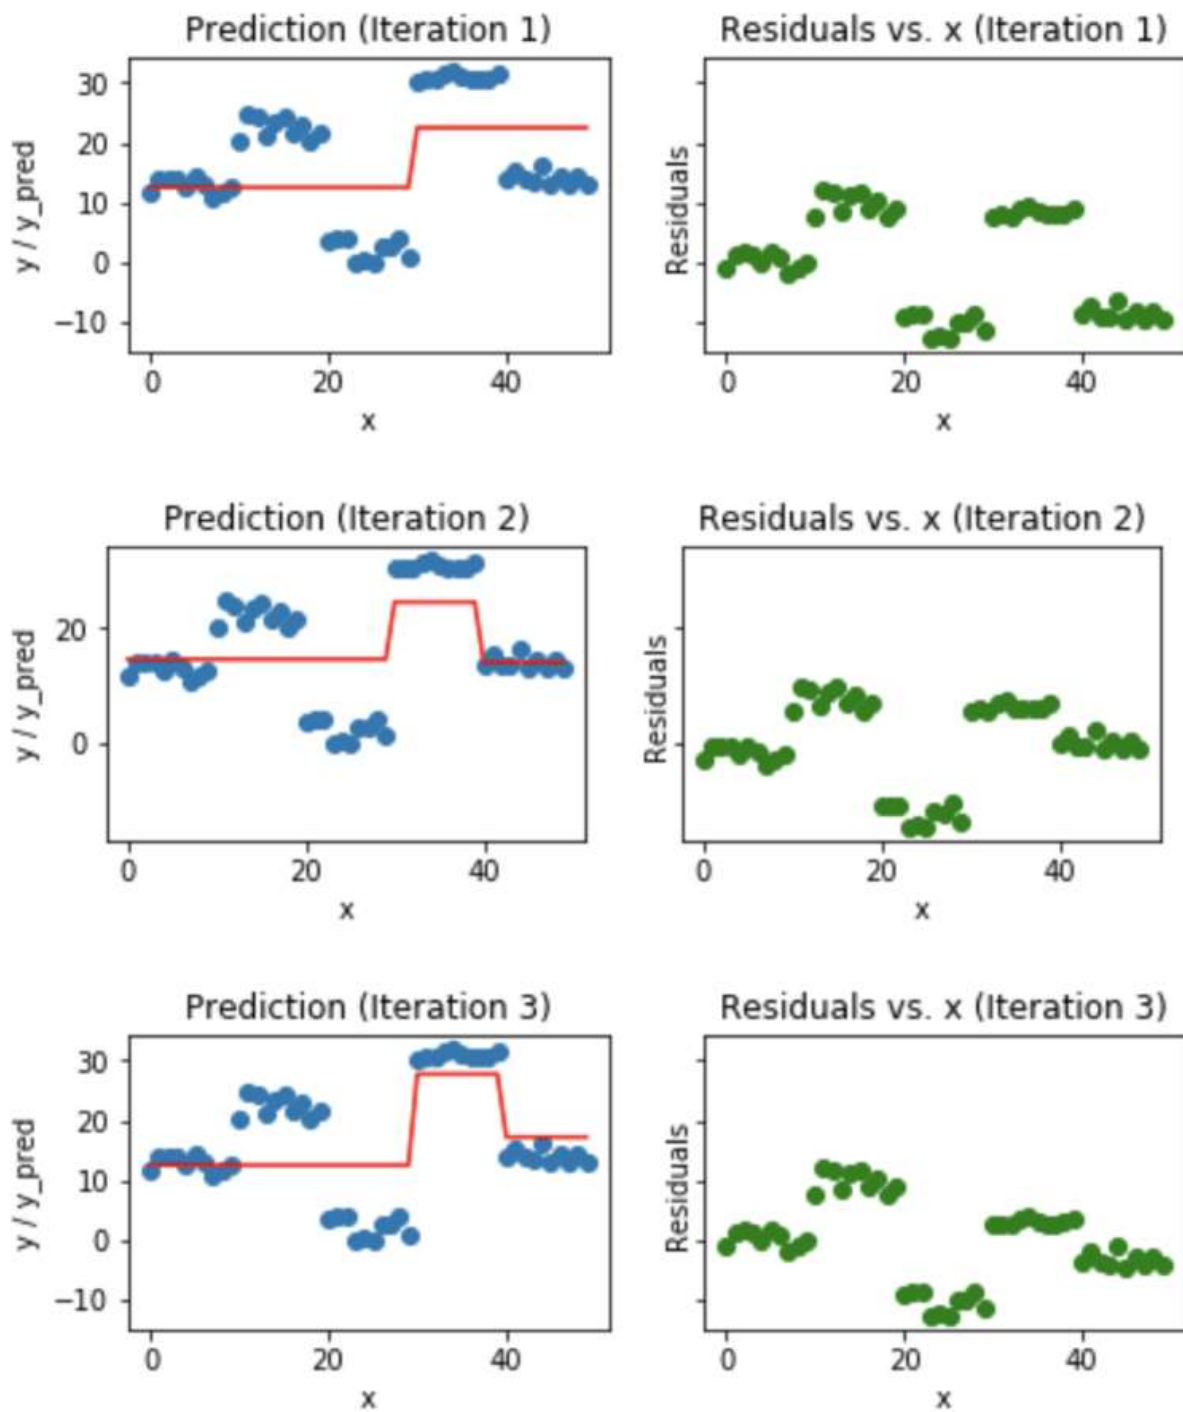 Prediction (Iteration 1)
Residuals vs. x (Iteration 1)
30
20
10
0
−10
y / y_pred
Residuals
0 20 40
0 20 40
x
x
Prediction (Iteration 2)
Residuals vs. x (Iteration 2)
20
0
y / y_pred
Residuals
0 20 40
0 20 40
x
x
Prediction (Iteration 3)
Residuals vs. x (Iteration 3)
30
20
10
0
−10
y / y_pred
Residuals
0 20 40
0 20 40
x
x